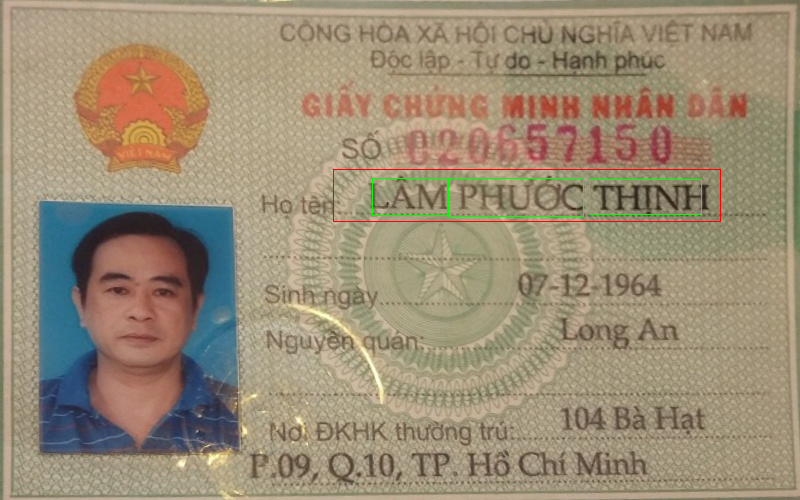 CỘNG HÒA XÃ HỘI CHỦ NGHĨA VIỆT NAM
Độc lập - Tự do - Hạnh phúc
GIẤY CHỨNG MINH NHÂN DÂN
SỐ 020657150
Họ tên: LÂM PHƯỚC THỊNH
Sinh ngày 07-12-1964
Nguyên quán: Long An
Nơi ĐKHK thường trú: 104 Bà Hạt
P.09, Q.10, TP. Hồ Chí Minh
VIỆT NAM